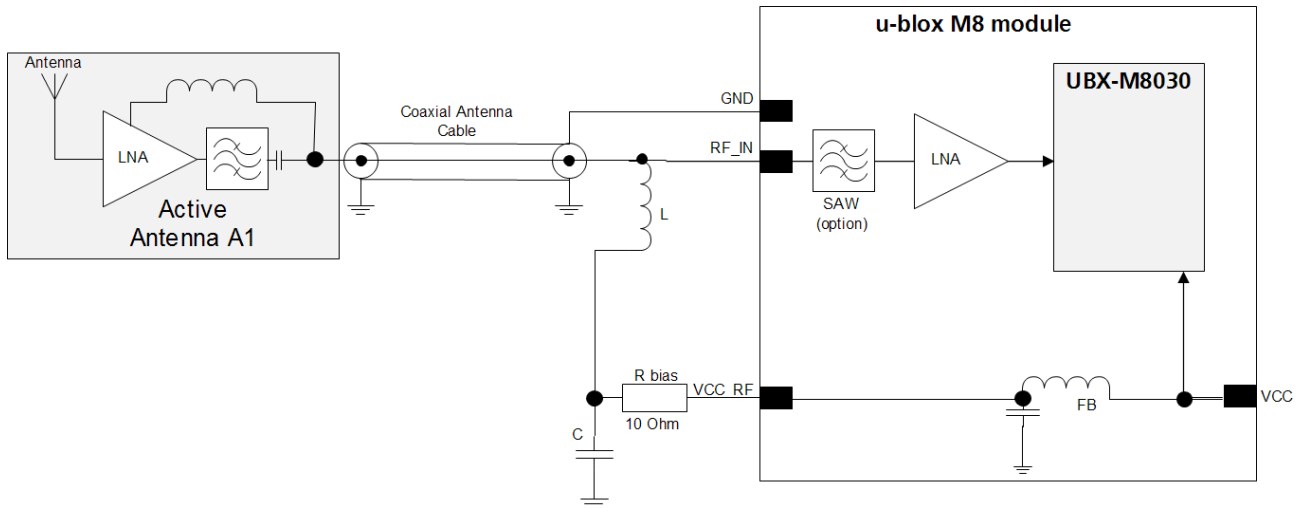 u-blox M8 module
Antenna
LNA
Active
Antenna A1
Coaxial Antenna
Cable
GND
RF_IN
L
SAW
(option)
LNA
UBX-M8030
R bias
10 Ohm
VCC_RF
C
FB
VCC